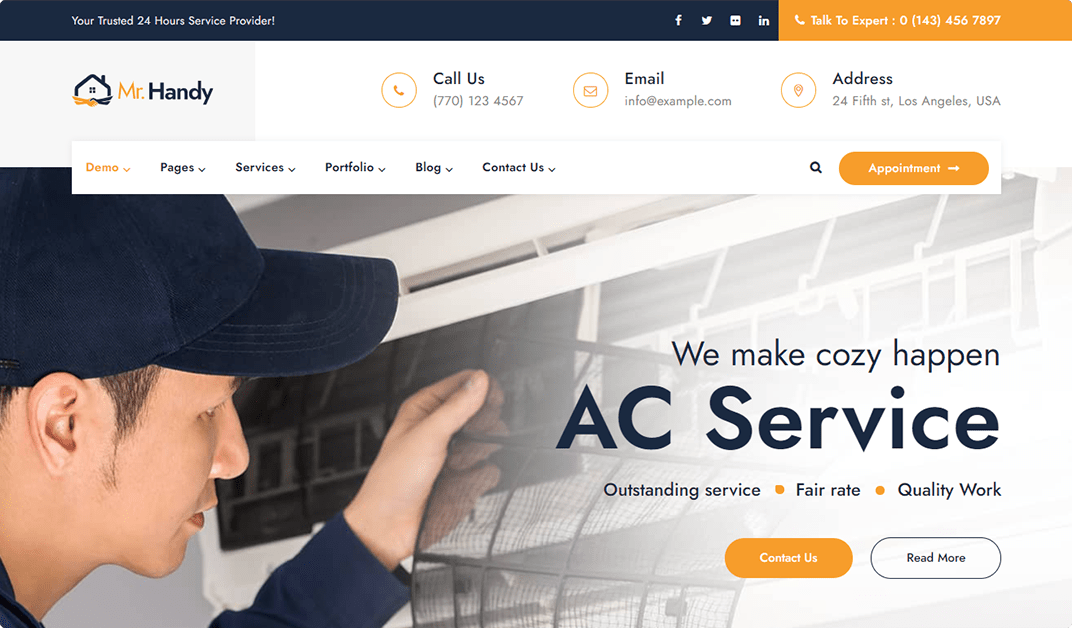 Your Trusted 24 Hours Service Provider!
Talk To Expert : 0 (143) 456 7897
Mr. Handy
Call Us
(770) 123 4567
Email
info@example.com
Address
24 Fifth st, Los Angeles, USA
Demo Pages Services Portfolio Blog Contact Us
Appointment
We make cozy happen
AC Service
Outstanding service Fair rate Quality Work
Contact Us
Read More